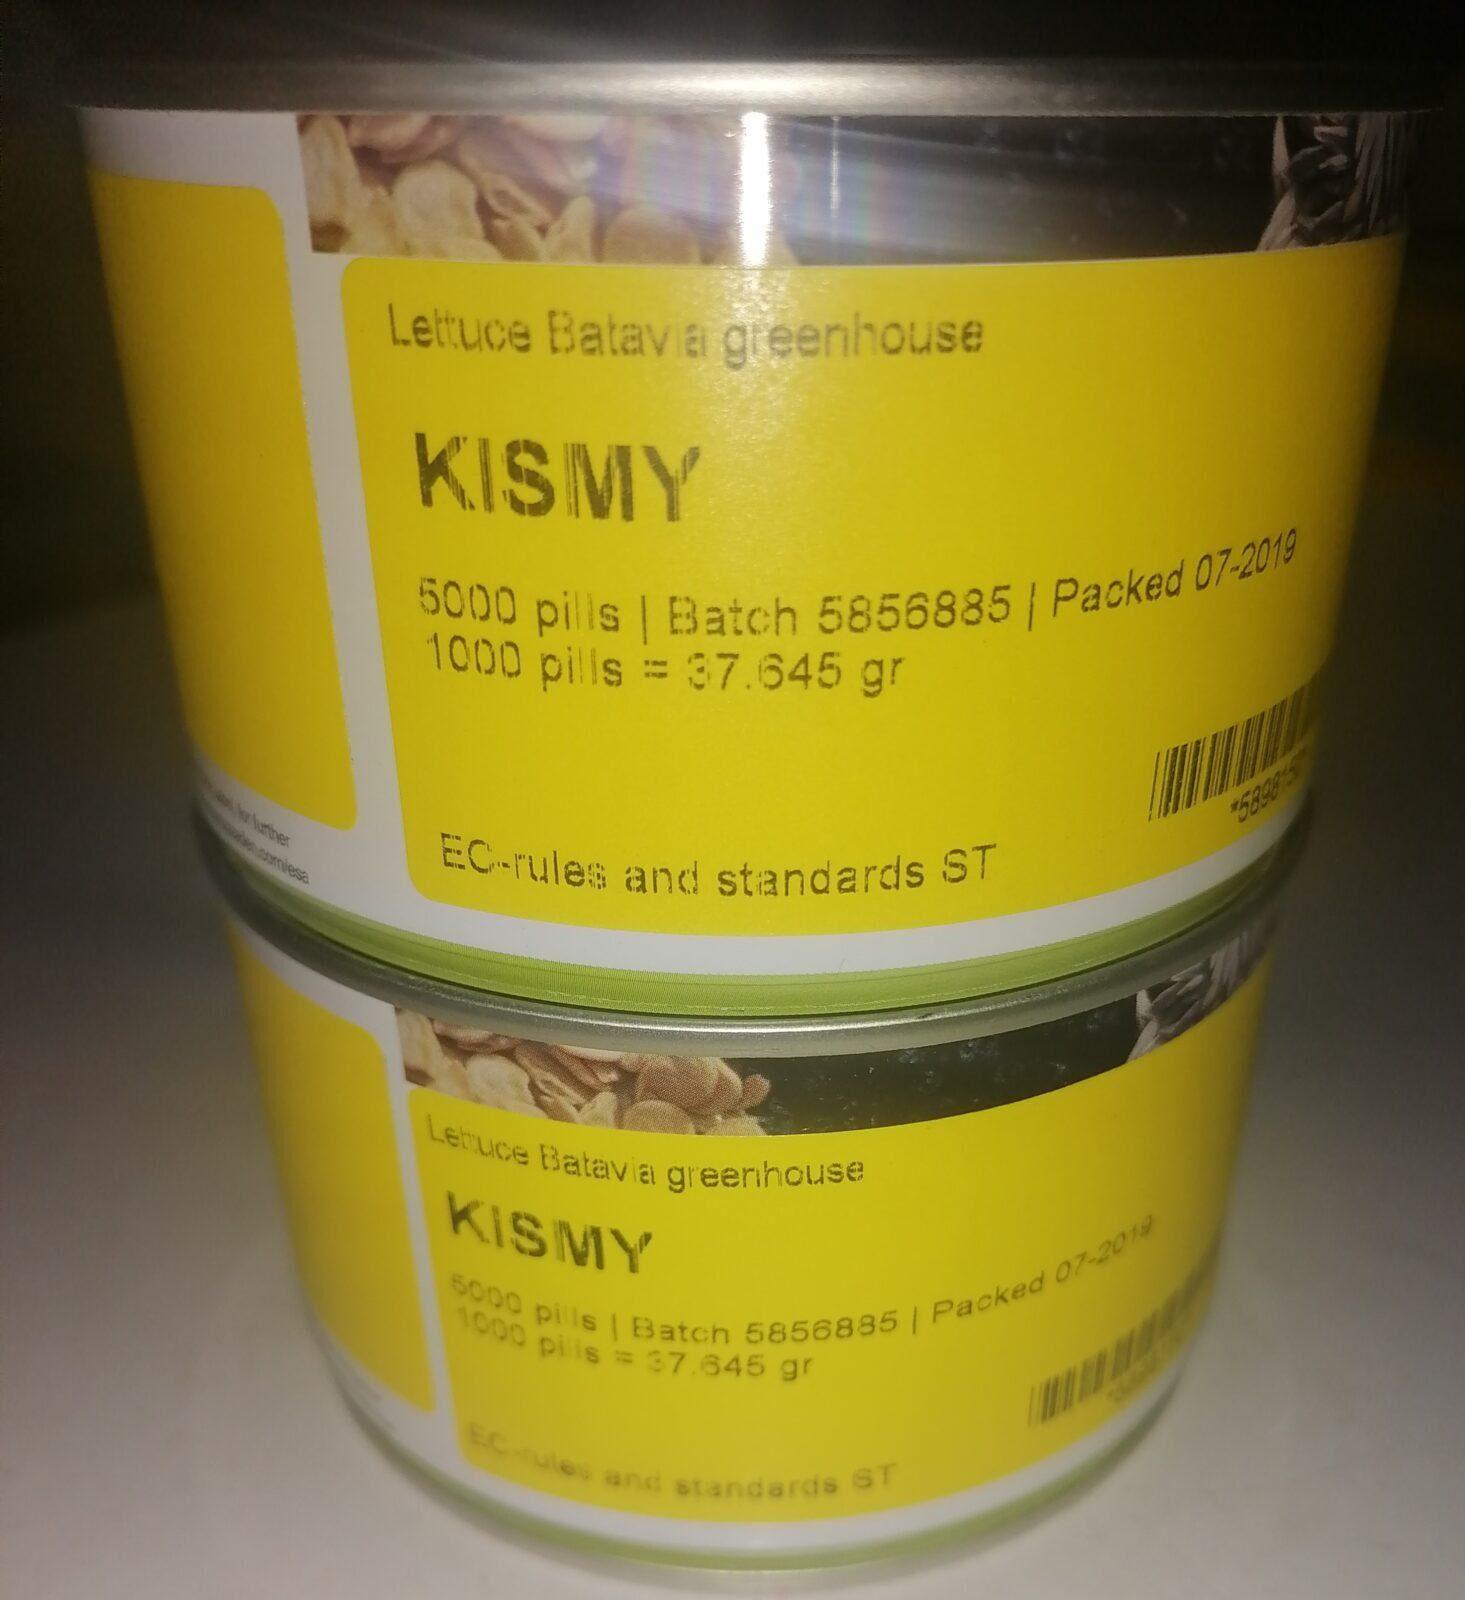 Lettuce Batavia greenhouse
KISMY
5000 pills | Batch 5856885 | Packed 07-2019
1000 pills = 37.645 gr
EC-rules and standards ST
for further
Lettuce Batavia greenhouse
KISMY
5000 pills | Batch 5856885 | Packed 07-2019
1000 pills = 37.645 gr
EC-rules and standards ST